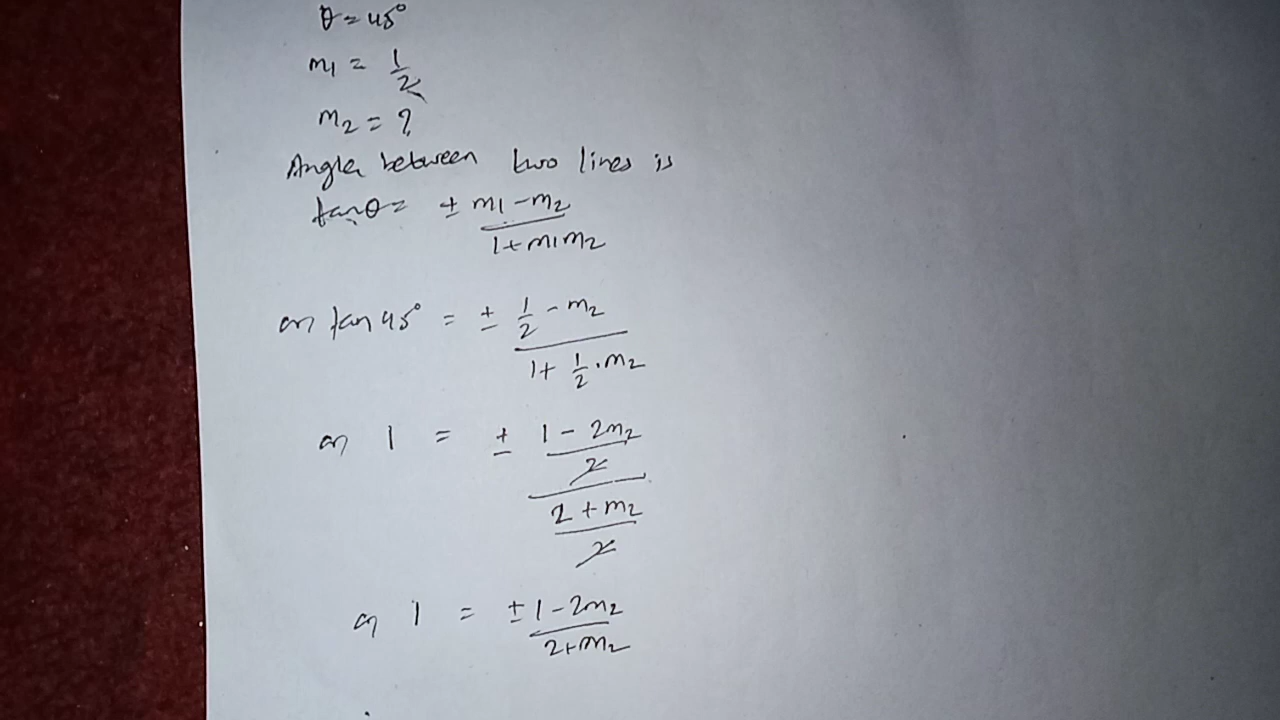 θ = 45°
m1 = 1/2
m2 = ?
Angle between two lines is
tanθ = ± m1 - m2 / 1 + m1m2
or tan 45° = ± 1/2 - m2 / 1 + 1/2 . m2
or 1 = ± 1 - 2m2 / 2 / 2 + m2 / 2
or 1 = ± 1 - 2m2 / 2 + m2